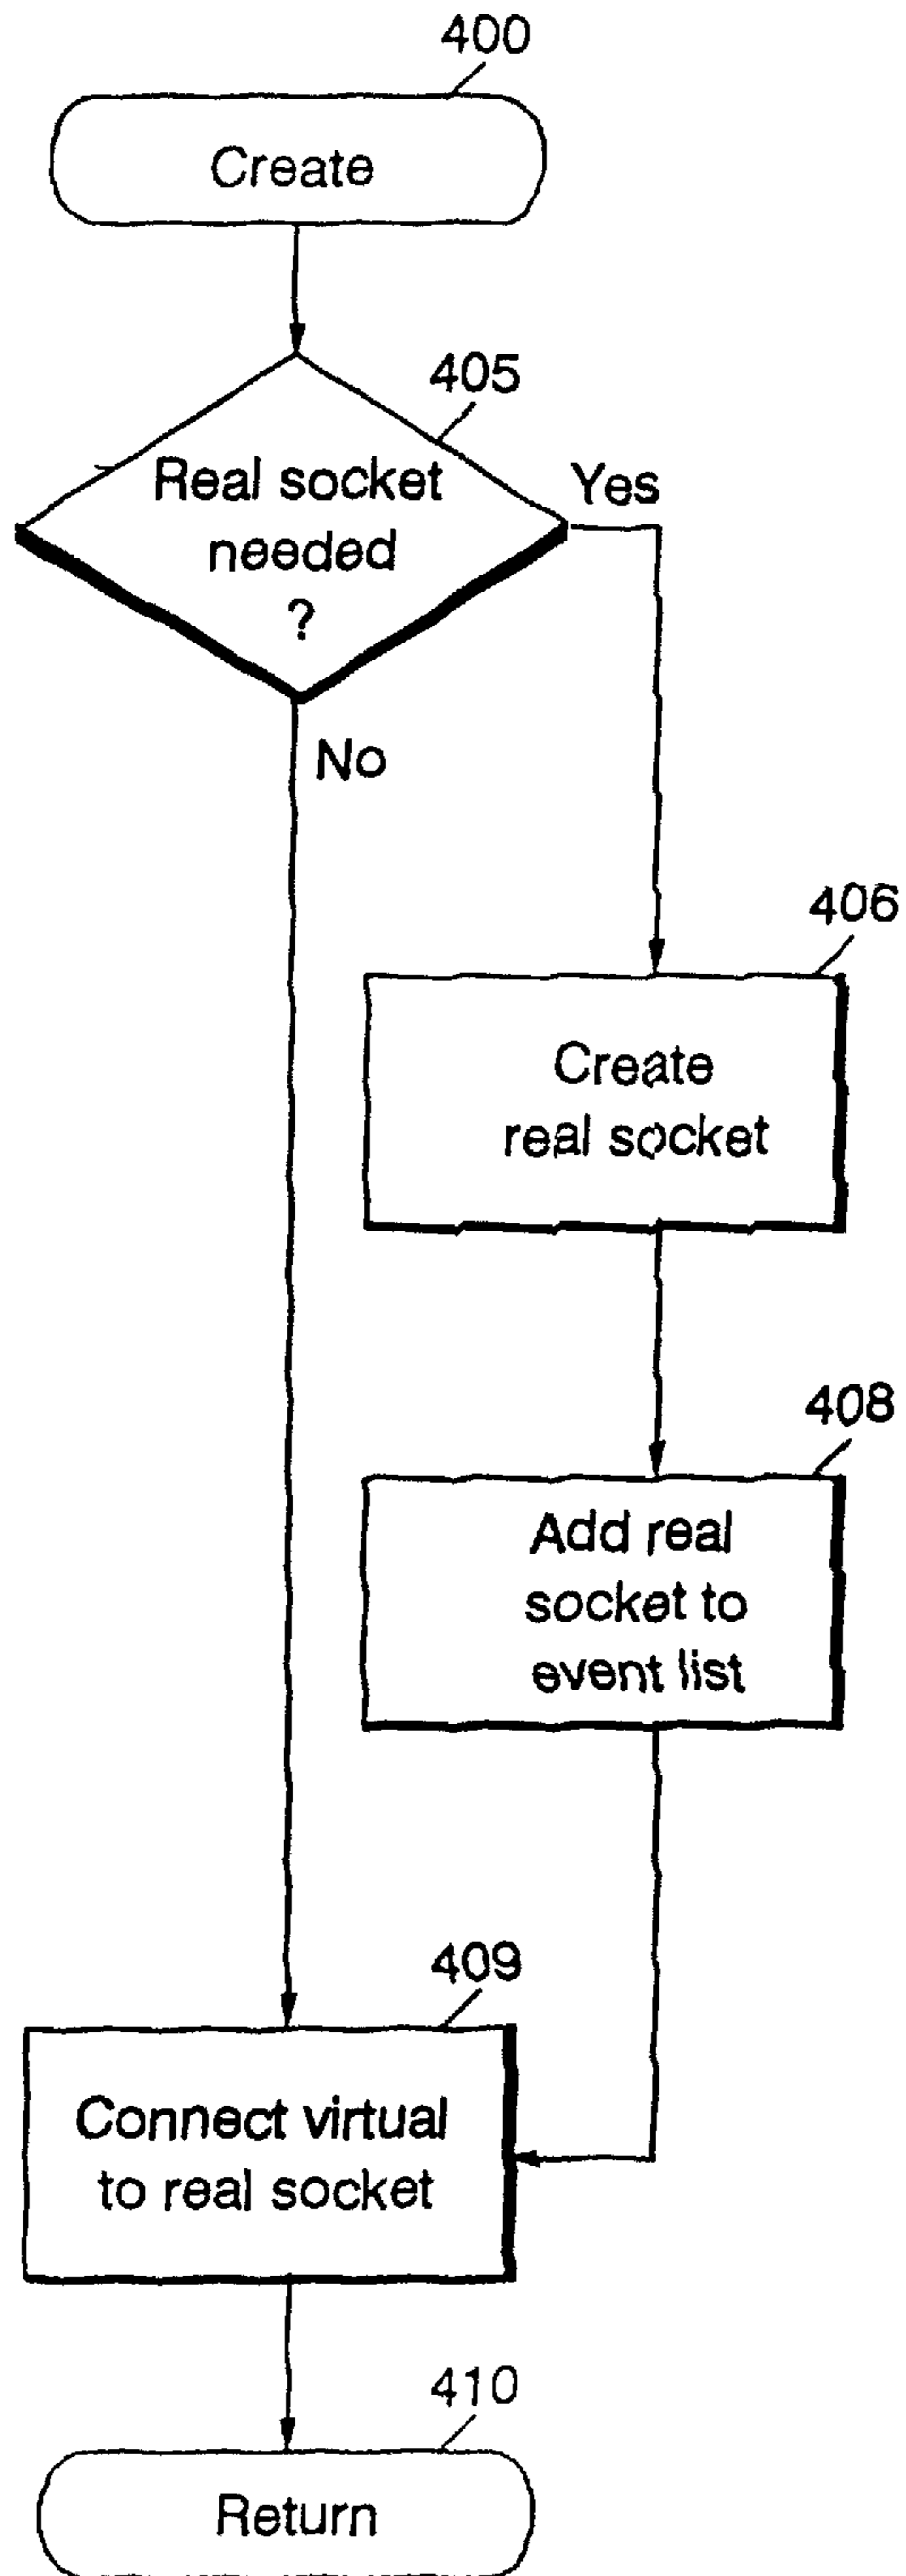 400
Create
405
Real socket
needed
?
Yes
No
406
Create
real socket
408
Add real
socket to
event list
409
Connect virtual
to real socket
410
Return